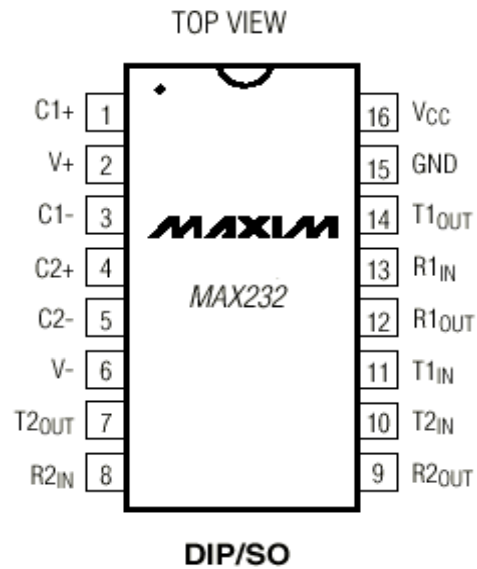 TOP VIEW
C1+ 1
V+ 2
C1- 3
C2+ 4
C2- 5
V- 6
T2OUT 7
R2IN 8
MAXIM
MAX232
16 VCC
15 GND
14 T1OUT
13 R1IN
12 R1OUT
11 T1IN
10 T2IN
9 R2OUT
DIP/SO